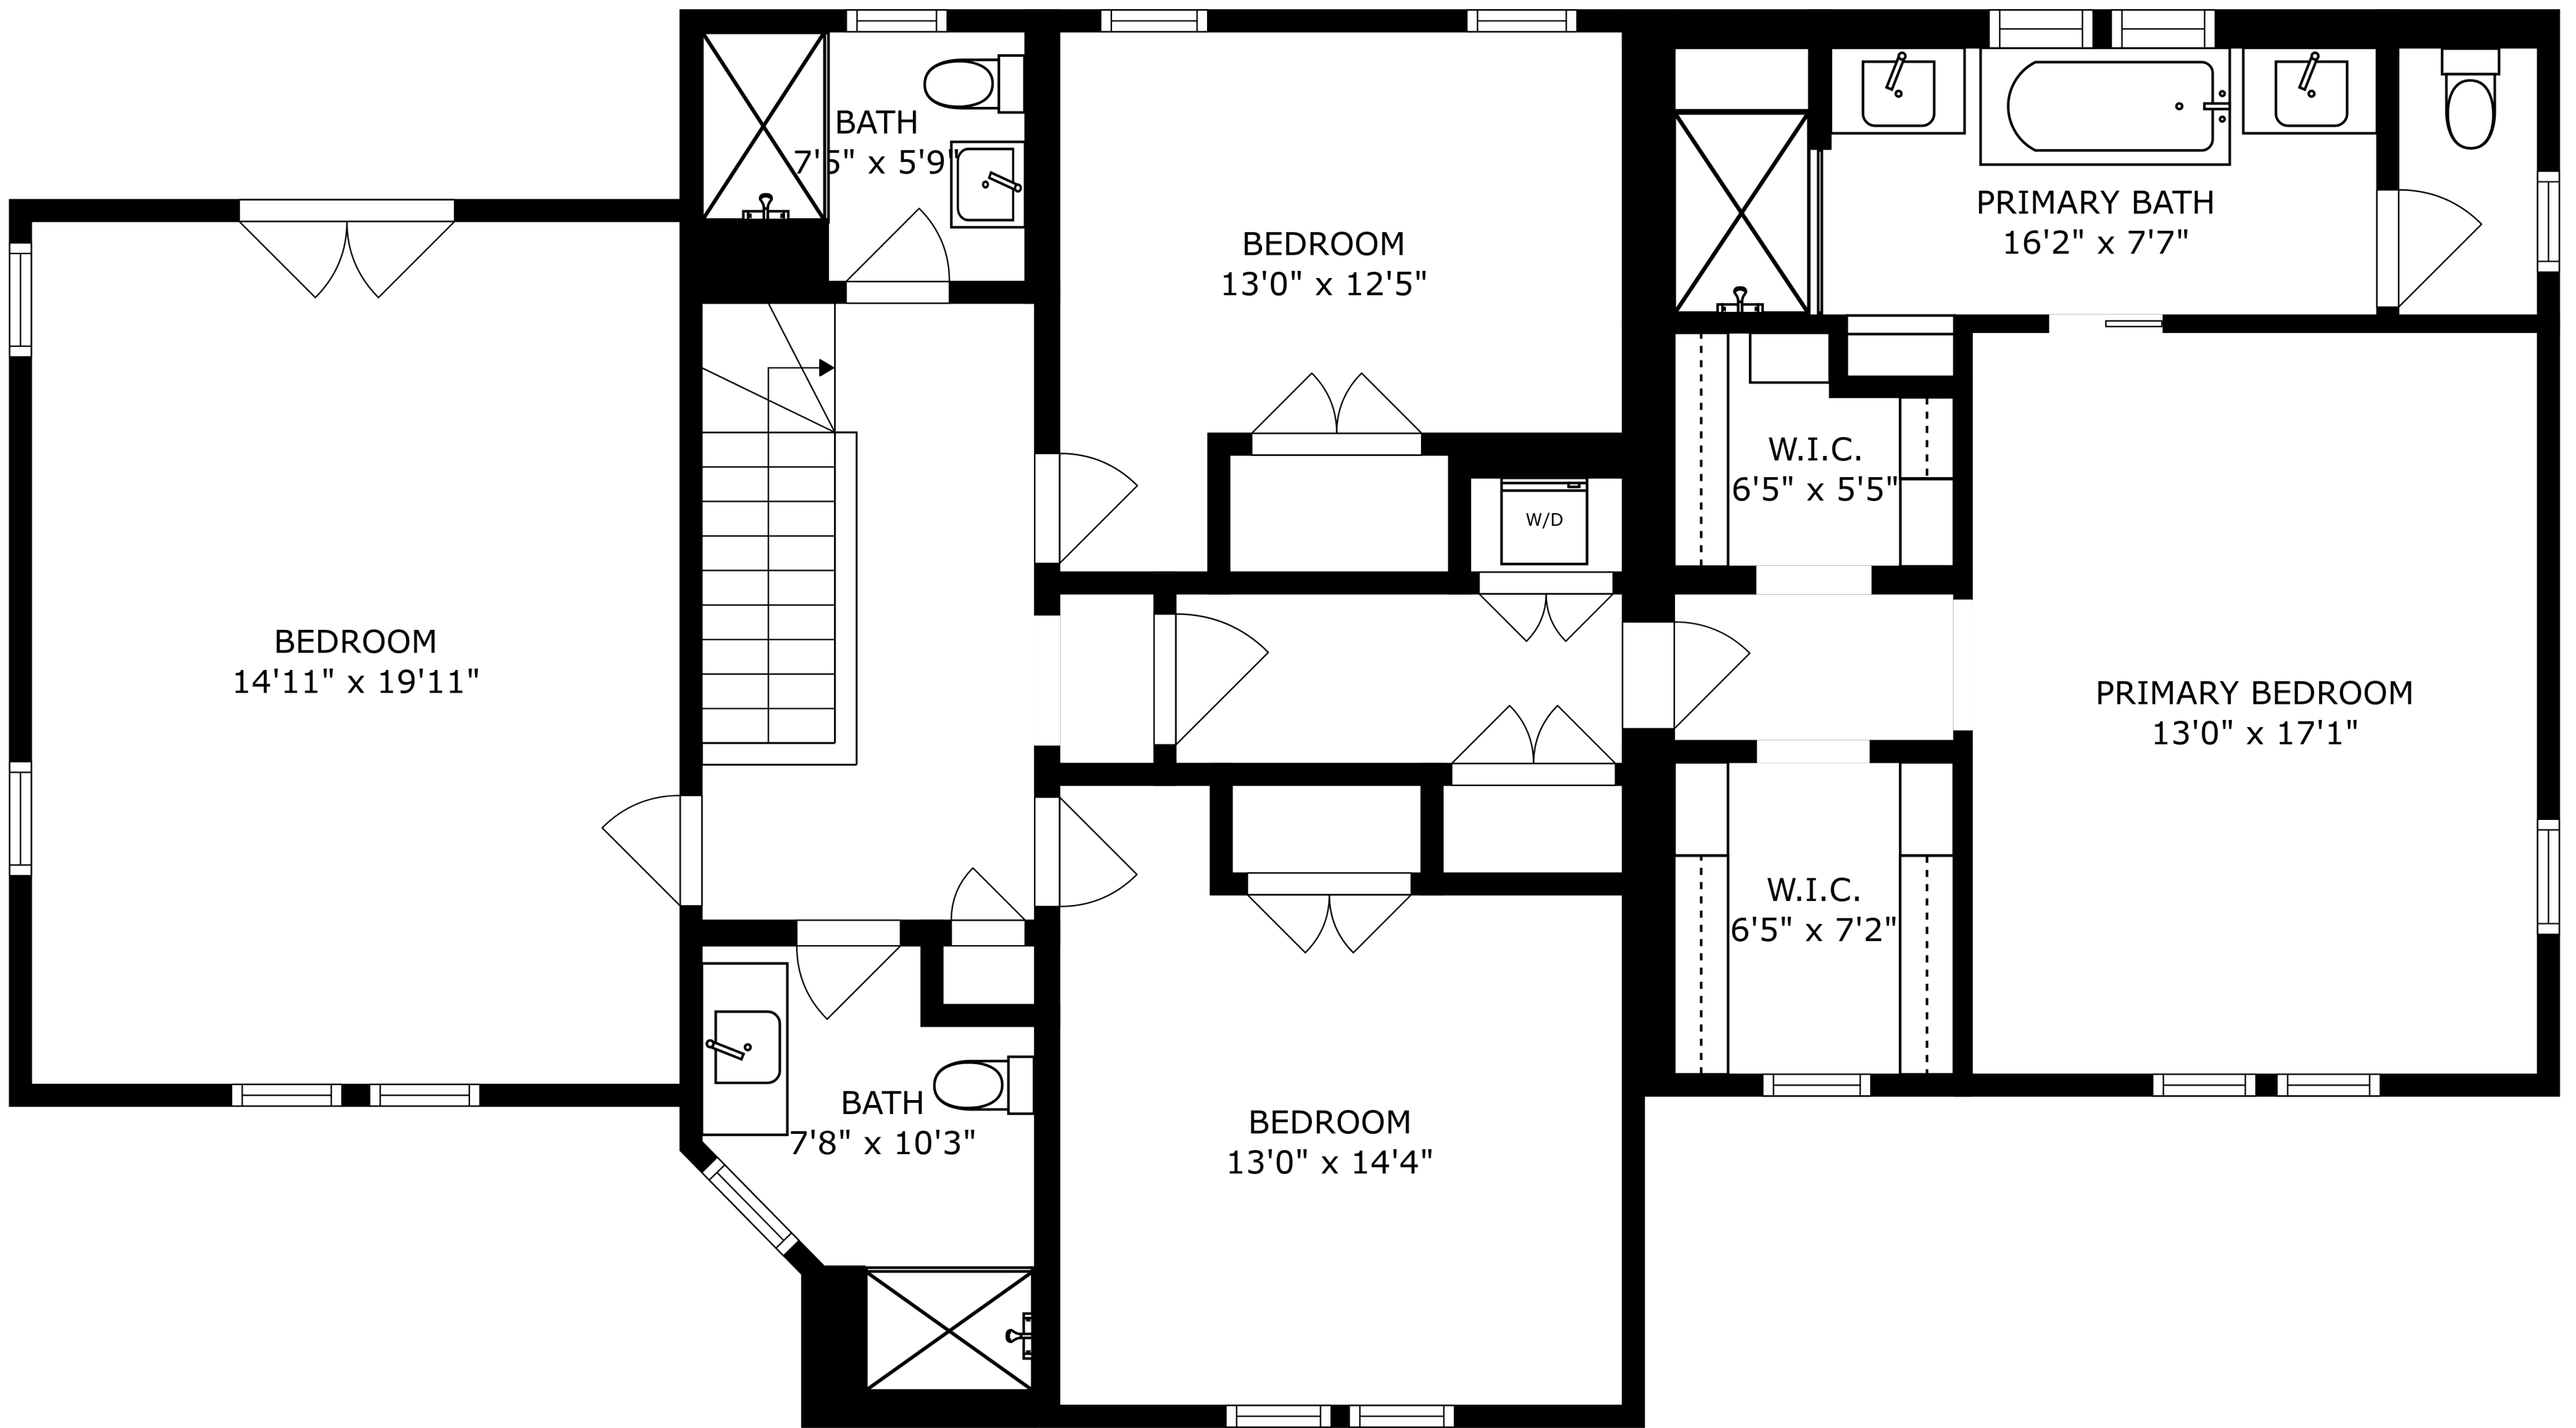 BATH
7'5" x 5'9"
BEDROOM
13'0" x 12'5"
PRIMARY BATH
16'2" x 7'7"
W.I.C.
6'5" x 5'5"
W/D
BEDROOM
14'11" x 19'11"
PRIMARY BEDROOM
13'0" x 17'1"
W.I.C.
6'5" x 7'2"
BATH
7'8" x 10'3"
BEDROOM
13'0" x 14'4"